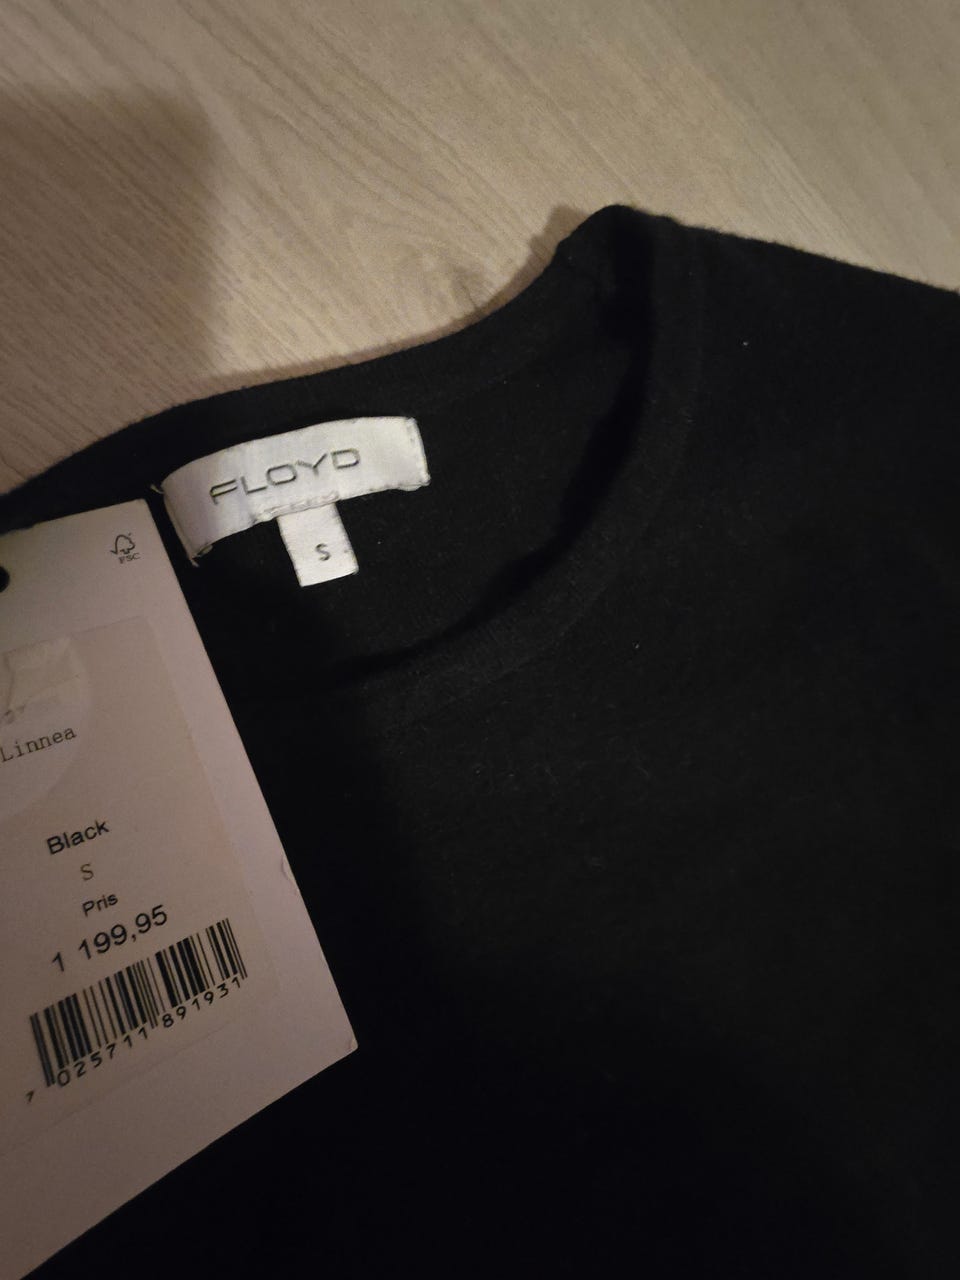 FLOYD
S
FSC
Linnea
Black
S
Pris
1 199,95
7 025711 891931